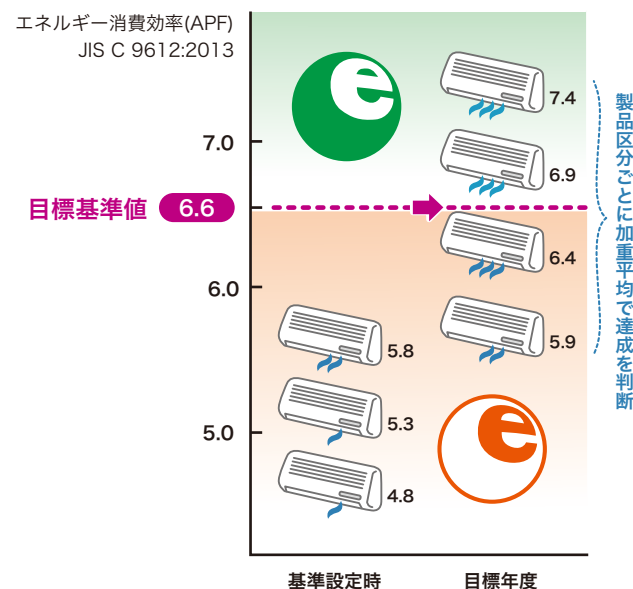 エネルギー消費効率(APF)
JIS C 9612:2013
7.0
目標基準値 6.6
6.0
5.0
e
7.4
6.9
6.4
5.9
5.8
5.3
4.8
e
製品区分ごとに加重平均で達成を判断
基準設定時
目標年度